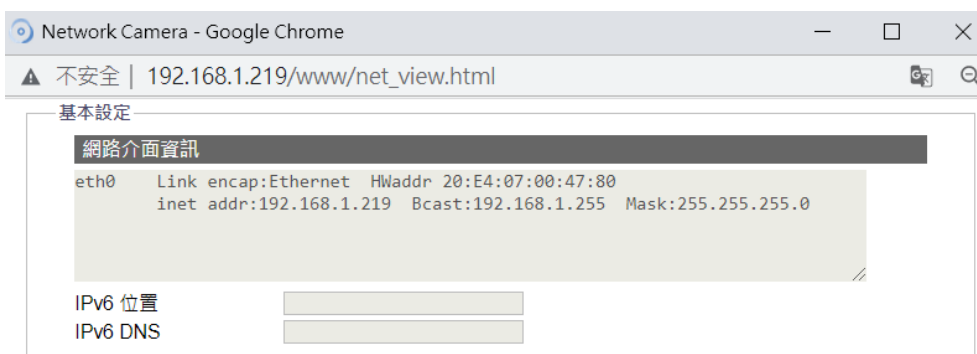 Network Camera - Google Chrome
不安全 | 192.168.1.219/www/net_view.html
基本設定
網路介面資訊
eth0 Link encap:Ethernet HWaddr 20:E4:07:00:47:80
inet addr:192.168.1.219 Bcast:192.168.1.255 Mask:255.255.255.0
IPv6 位置
IPv6 DNS